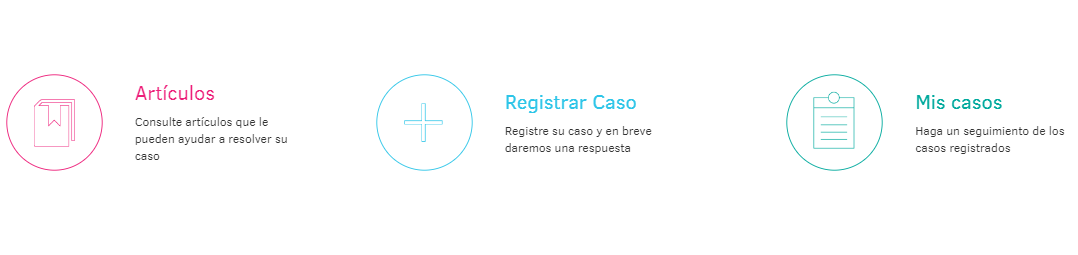 Artículos
Consulte artículos que le
pueden ayudar a resolver su
caso
Registrar Caso
Registre su caso y en breve
daremos una respuesta
Mis casos
Haga un seguimiento de los
casos registrados